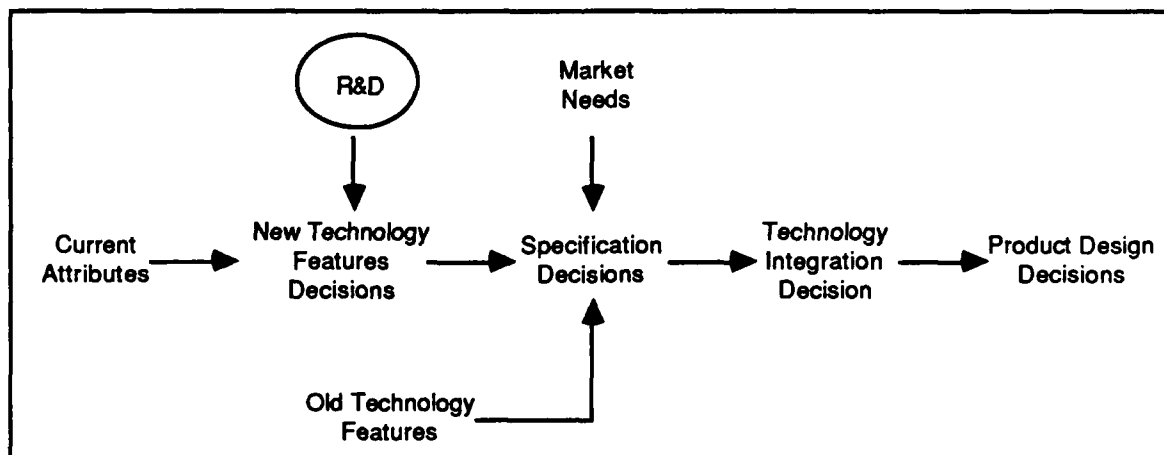 R&D
Market
Needs
Current
Attributes
New Technology
Features
Decisions
Specification
Decisions
Technology
Integration
Decision
Product Design
Decisions
Old Technology
Features